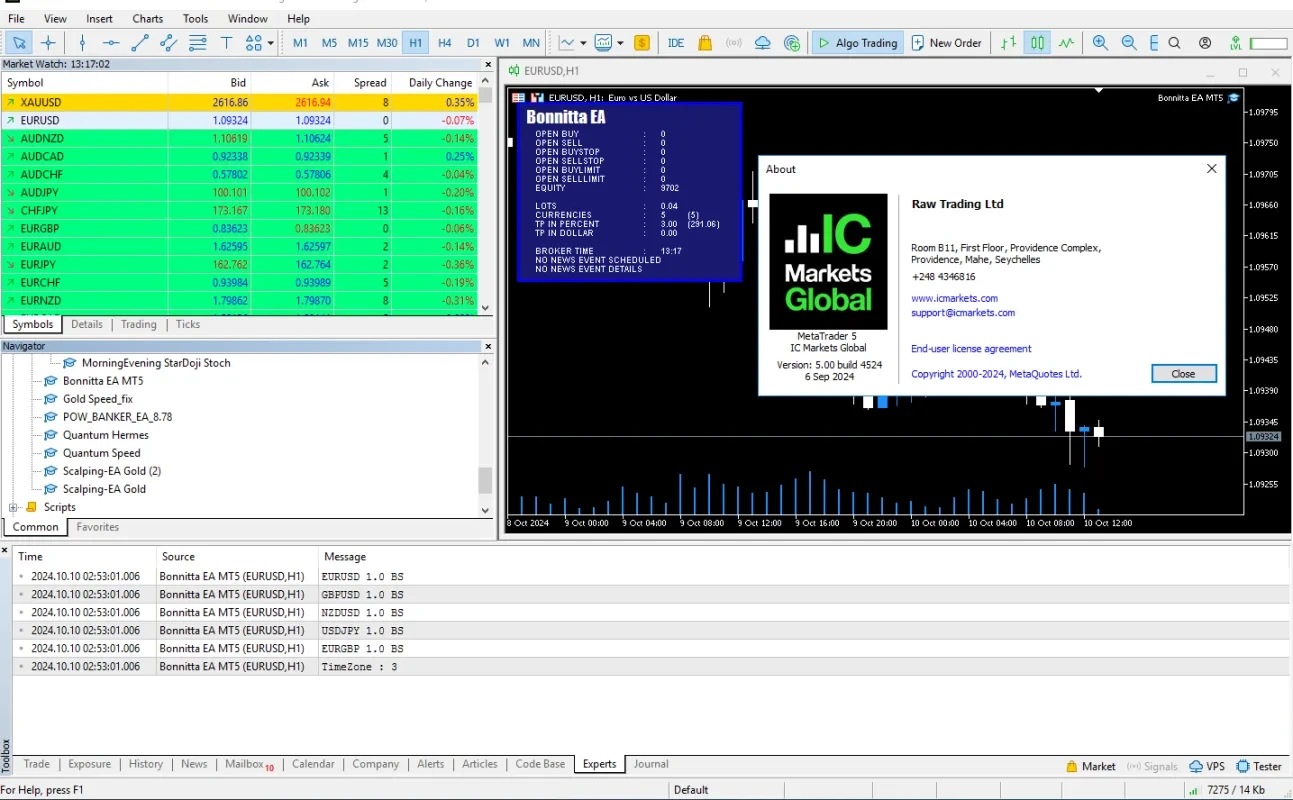 File View Insert Charts Tools Window Help
M1 M5 M15 M30 H1 H4 D1 W1 MN IDE Algo Trading New Order
Market Watch: 13:17:02
Symbol Bid Ask Spread Daily Change
XAUUSD 2616.86 2616.94 8 0.35%
EURUSD 1.09324 1.09324 0 -0.07%
AUDNZD 1.10619 1.10624 5 -0.14%
AUDCAD 0.92338 0.92339 1 0.25%
AUDCHF 0.57802 0.57806 4 -0.04%
AUDJPY 100.101 100.102 1 -0.20%
CHFJPY 173.167 173.180 13 -0.16%
EURGBP 0.83623 0.83623 0 -0.06%
EURAUD 1.62595 1.62597 2 -0.14%
EURJPY 162.762 162.764 2 -0.36%
EURCHF 0.93984 0.93989 5 -0.19%
EURNZD 1.79862 1.79870 8 -0.31%
Symbols Details Trading Ticks
Navigator
MorningEvening StarDoji Stoch
Bonnitta EA MT5
Gold Speed_fix
POW_BANKER_EA_8.78
Quantum Hermes
Quantum Speed
Scalping-EA Gold (2)
Scalping-EA Gold
Scripts
Common Favorites
EURUSD,H1
EURUSD, H1: Euro vs US Dollar
Bonnitta EA MT5
Bonnitta EA
OPEN BUY : 0
OPEN SELL : 0
OPEN BUYSTOP : 0
OPEN SELLSTOP : 0
OPEN BUYLIMIT : 0
OPEN SELLLIMIT : 0
EQUITY : 9702
LOTS : 0.04
CURRENCIES : 5 (5)
TP IN PERCENT : 3.00 (291.06)
TP IN DOLLAR : 0.00
BROKER TIME : 13:17
NO NEWS EVENT SCHEDULED
NO NEWS EVENT DETAILS
1.09795
1.09750
1.09705
1.09660
1.09615
1.09570
1.09525
1.09480
1.09435
1.09390
1.09345
1.09324
1.09300
1.09255
8 Oct 2024 9 Oct 00:00 9 Oct 04:00 9 Oct 08:00 9 Oct 12:00 9 Oct 16:00 9 Oct 20:00 10 Oct 00:00 10 Oct 04:00 10 Oct 08:00 10 Oct 12:00
About
IC
Markets
Global
MetaTrader 5
IC Markets Global
Version: 5.00 build 4524
6 Sep 2024
Raw Trading Ltd
Room B11, First Floor, Providence Complex,
Providence, Mahe, Seychelles
+248 4346816
www.icmarkets.com
support@icmarkets.com
End-user license agreement
Copyright 2000-2024, MetaQuotes Ltd.
Close
Time Source Message
2024.10.10 02:53:01.006 Bonnitta EA MT5 (EURUSD,H1) EURUSD 1.0 BS
2024.10.10 02:53:01.006 Bonnitta EA MT5 (EURUSD,H1) GBPUSD 1.0 BS
2024.10.10 02:53:01.006 Bonnitta EA MT5 (EURUSD,H1) NZDUSD 1.0 BS
2024.10.10 02:53:01.006 Bonnitta EA MT5 (EURUSD,H1) USDJPY 1.0 BS
2024.10.10 02:53:01.006 Bonnitta EA MT5 (EURUSD,H1) EURGBP 1.0 BS
2024.10.10 02:53:01.006 Bonnitta EA MT5 (EURUSD,H1) TimeZone : 3
Toolbox
Trade Exposure History News Mailbox 10 Calendar Company Alerts Articles Code Base Experts Journal
Market Signals VPS Tester
For Help, press F1 Default 7275 / 14 Kb